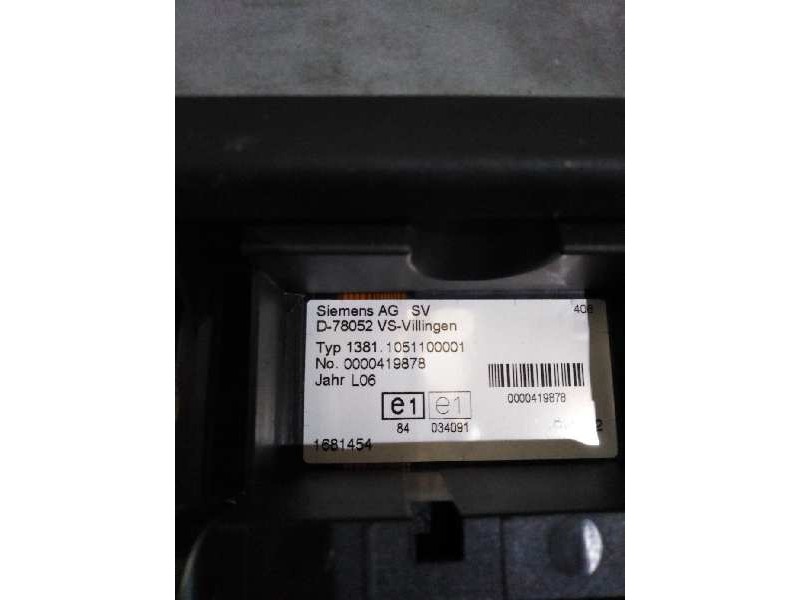 Siemens AG SV 408
D-78052 VS-Villingen
Typ 1381.1051100001
No. 0000419878
Jahr L06
0000419878
e1 e1
84 034091
1681454